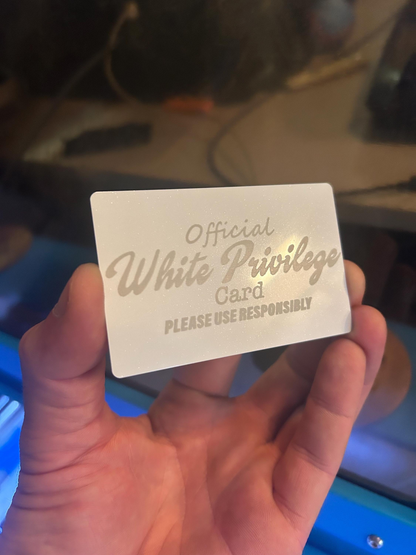 Official
White Privilege
Card
PLEASE USE RESPONSIBLY